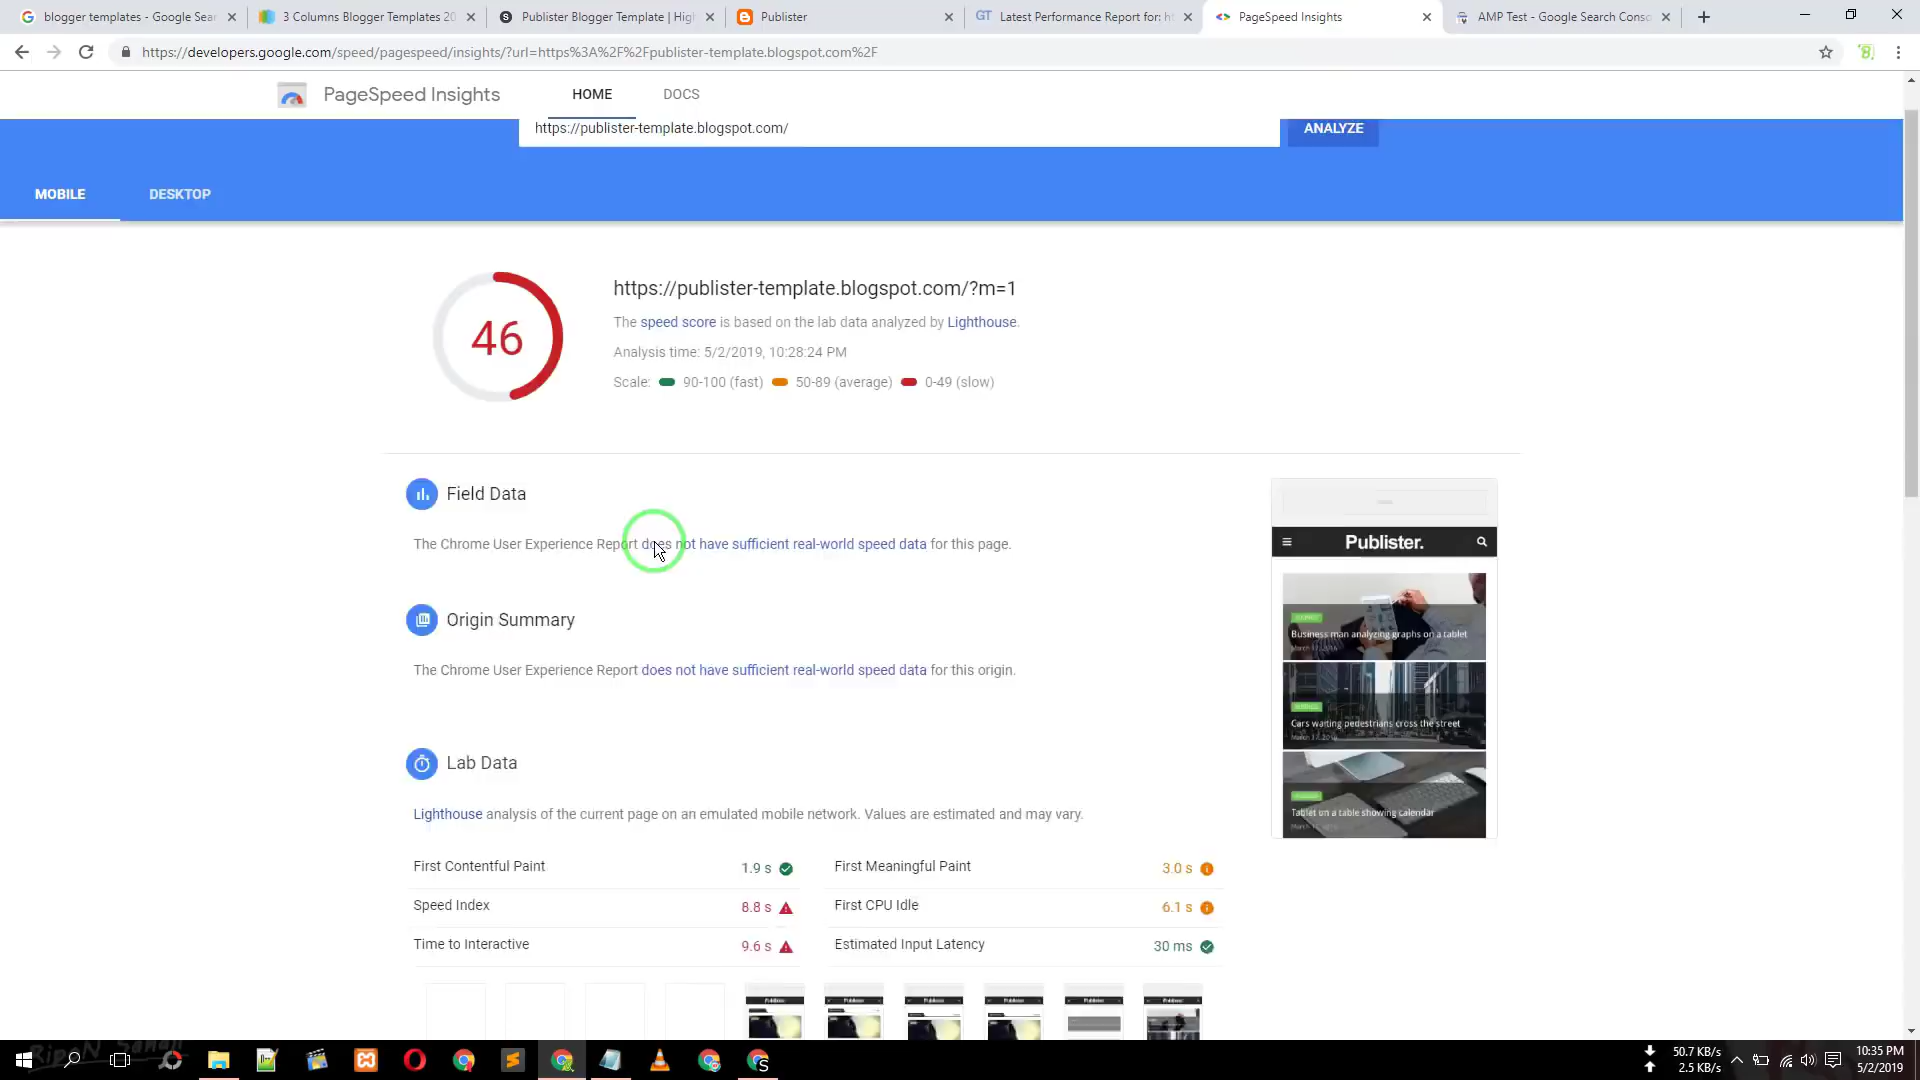 blogger templates - Google Sear
3 Columns Blogger Templates 20
Publister Blogger Template | High
Publister
GT Latest Performance Report for: ht
PageSpeed Insights
AMP Test - Google Search Conso
https://developers.google.com/speed/pagespeed/insights/?url=https%3A%2F%2Fpublister-template.blogspot.com%2F
PageSpeed Insights
HOME
DOCS
https://publister-template.blogspot.com/
ANALYZE
MOBILE
DESKTOP
46
https://publister-template.blogspot.com/?m=1
The speed score is based on the lab data analyzed by Lighthouse.
Analysis time: 5/2/2019, 10:28:24 PM
Scale: 90-100 (fast) 50-89 (average) 0-49 (slow)
Field Data
The Chrome User Experience Report does not have sufficient real-world speed data for this page.
Origin Summary
The Chrome User Experience Report does not have sufficient real-world speed data for this origin.
Publister.
Business man analyzing graphs on a tablet
Cars waiting pedestrians cross the street
Tablet on a table showing calendar
Lab Data
Lighthouse analysis of the current page on an emulated mobile network. Values are estimated and may vary.
First Contentful Paint 1.9 s
First Meaningful Paint 3.0 s
Speed Index 8.8 s
First CPU Idle 6.1 s
Time to Interactive 9.6 s
Estimated Input Latency 30 ms
50.7 KB/s
2.5 KB/s
10:35 PM
5/2/2019